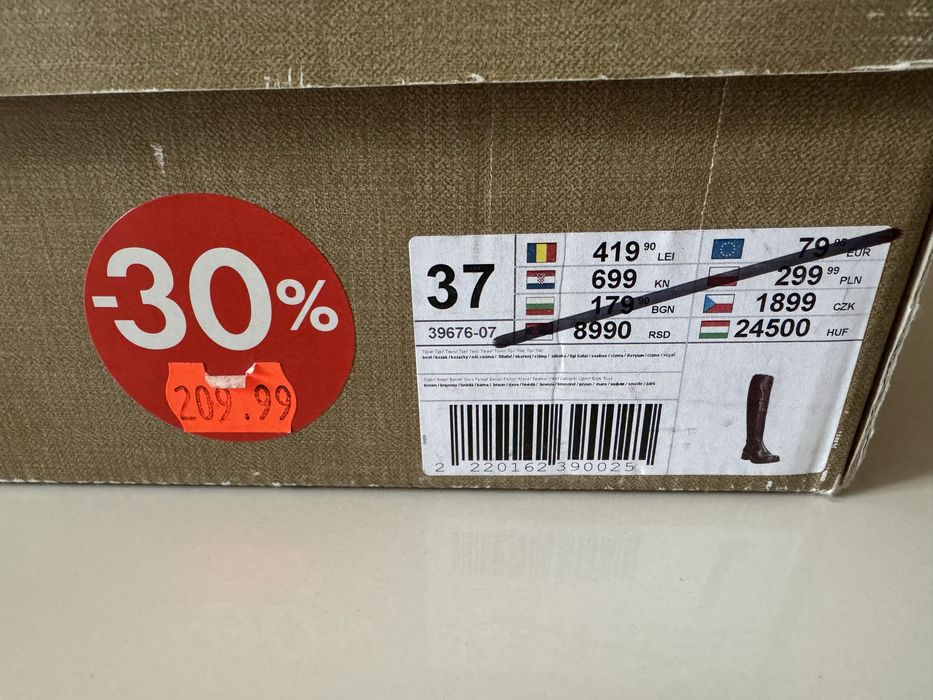 -30%
209.99
37
39676-07
419 90 LEI
699 KN
179 90 BGN
8990 RSD
79 95 EUR
299 99 PLN
1899 CZK
24500 HUF
2 220162 390025